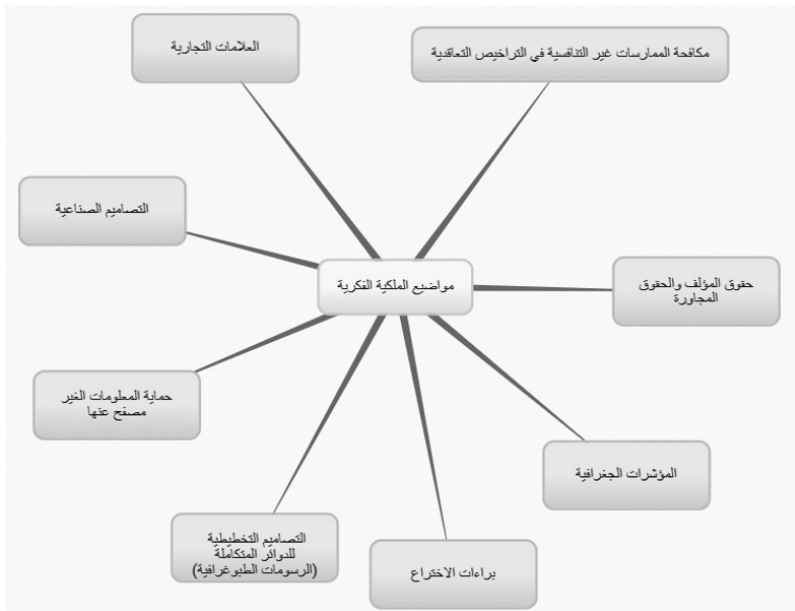 العلامات التجارية
مكافحة الممارسات غير التنافسية في التراخيص التعاقدية
التصاميم الصناعية
مواضيع الملكية الفكرية
حقوق المؤلف والحقوق
المجاورة
حماية المعلومات الغير
مصفح عنها
المؤشرات الجغرافية
التصاميم التخطيطية
للدوائر المتكاملة
(الرسومات الطبوغرافية)
براءات الاختراع